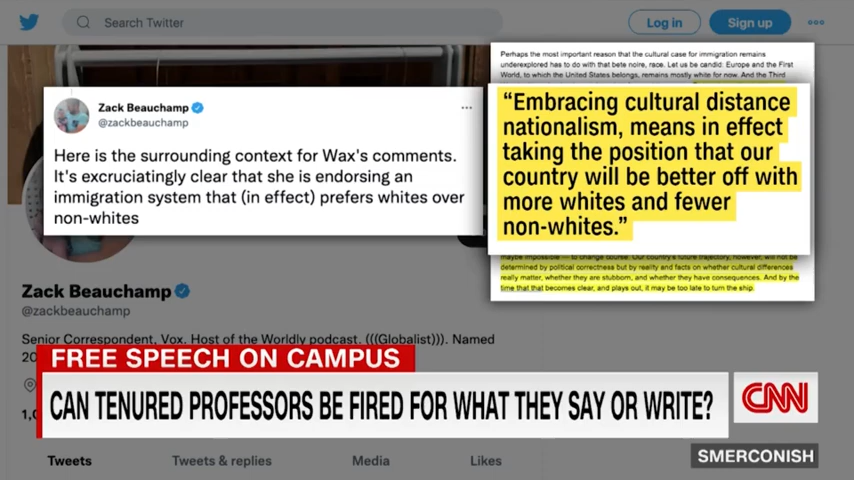 Search Twitter
Log in
Sign up
Zack Beauchamp
@zackbeauchamp
Here is the surrounding context for Wax's comments.
It's excruciatingly clear that she is endorsing an
immigration system that (in effect) prefers whites over
non-whites
Perhaps the most important reason that the cultural case for immigration remains
underexplored has to do with that bete noire, race. Let us be candid: Europe and the First
World, to which the United States belongs, remains mostly white for now. And the Third
“Embracing cultural distance
nationalism, means in effect
taking the position that our
country will be better off with
more whites and fewer
non-whites.”
maybe impossible — to change course. Our country's future trajectory, however, will not be
determined by political correctness but by reality and facts on whether cultural differences
really matter, whether they are stubborn, and whether they have consequences. And by the
time that that becomes clear, and plays out, it may be too late to turn the ship.
Zack Beauchamp
@zackbeauchamp
Senior Correspondent, Vox. Host of the Worldly podcast. (((Globalist))). Named
FREE SPEECH ON CAMPUS
CAN TENURED PROFESSORS BE FIRED FOR WHAT THEY SAY OR WRITE?
CNN
SMERCONISH
Tweets
Tweets & replies
Media
Likes